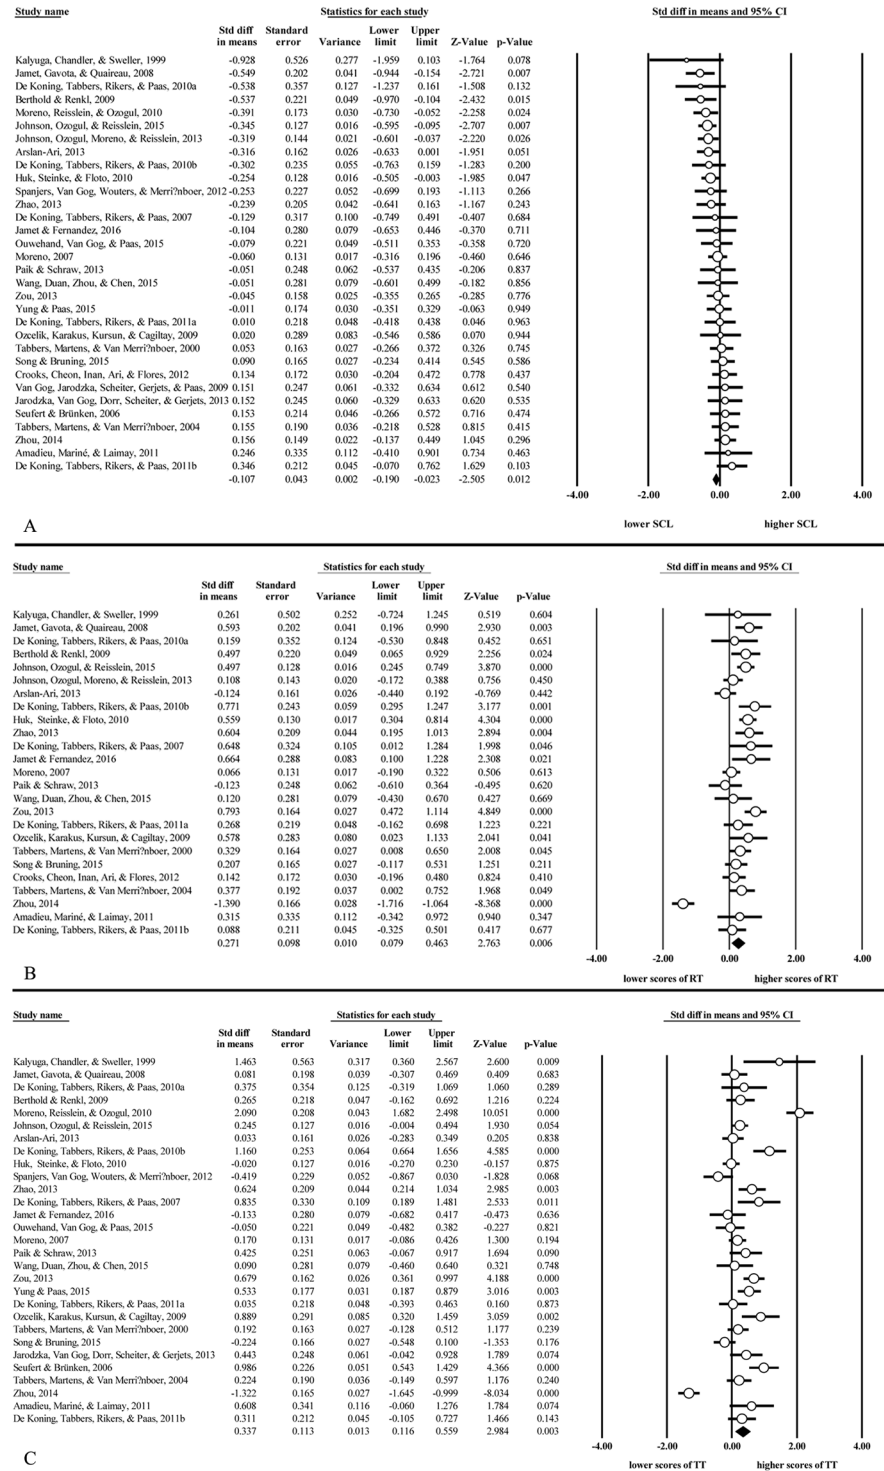 Study name Statistics for each study Std diff in means and 95% CI
Std diff Standard Lower Upper
in means error Variance limit limit Z-Value p-Value
Kalyuga, Chandler, & Sweller, 1999 -0.928 0.526 0.277 -1.959 0.103 -1.764 0.078
Jamet, Gavota, & Quaireau, 2008 -0.549 0.202 0.041 -0.944 -0.154 -2.721 0.007
De Koning, Tabbers, Rikers, & Paas, 2010a -0.538 0.357 0.127 -1.237 0.161 -1.508 0.132
Berthold & Renkl, 2009 -0.537 0.221 0.049 -0.970 -0.104 -2.432 0.015
Moreno, Reisslein, & Ozogul, 2010 -0.391 0.173 0.030 -0.730 -0.052 -2.258 0.024
Johnson, Ozogul, & Reisslein, 2015 -0.345 0.127 0.016 -0.595 -0.095 -2.707 0.007
Johnson, Ozogul, Moreno, & Reisslein, 2013 -0.319 0.144 0.021 -0.601 -0.037 -2.220 0.026
Arslan-Ari, 2013 -0.316 0.162 0.026 -0.633 0.001 -1.951 0.051
De Koning, Tabbers, Rikers, & Paas, 2010b -0.302 0.235 0.055 -0.763 0.159 -1.283 0.200
Huk, Steinke, & Floto, 2010 -0.254 0.128 0.016 -0.505 -0.003 -1.985 0.047
Spanjers, Van Gog, Wouters, & Merri?nboer, 2012 -0.253 0.227 0.052 -0.699 0.193 -1.113 0.266
Zhao, 2013 -0.239 0.205 0.042 -0.641 0.163 -1.167 0.243
De Koning, Tabbers, Rikers, & Paas, 2007 -0.129 0.317 0.100 -0.749 0.491 -0.407 0.684
Jamet & Fernandez, 2016 -0.104 0.280 0.079 -0.653 0.446 -0.370 0.711
Ouwehand, Van Gog, & Paas, 2015 -0.079 0.221 0.049 -0.511 0.353 -0.358 0.720
Moreno, 2007 -0.060 0.131 0.017 -0.316 0.196 -0.460 0.646
Paik & Schraw, 2013 -0.051 0.248 0.062 -0.537 0.435 -0.206 0.837
Wang, Duan, Zhou, & Chen, 2015 -0.051 0.281 0.079 -0.601 0.499 -0.182 0.856
Zou, 2013 -0.045 0.158 0.025 -0.355 0.265 -0.285 0.776
Yung & Paas, 2015 -0.011 0.174 0.030 -0.351 0.329 -0.063 0.949
De Koning, Tabbers, Rikers, & Paas, 2011a 0.010 0.218 0.048 -0.418 0.438 0.046 0.963
Ozcelik, Karakus, Kursun, & Cagiltay, 2009 0.020 0.289 0.083 -0.546 0.586 0.070 0.944
Tabbers, Martens, & Van Merri?nboer, 2000 0.053 0.163 0.027 -0.266 0.372 0.326 0.745
Song & Bruning, 2015 0.090 0.165 0.027 -0.234 0.414 0.545 0.586
Crooks, Cheon, Inan, Ari, & Flores, 2012 0.134 0.172 0.030 -0.204 0.472 0.778 0.437
Van Gog, Jarodzka, Scheiter, Gerjets, & Paas, 2009 0.151 0.247 0.061 -0.332 0.634 0.612 0.540
Jarodzka, Van Gog, Dorr, Scheiter, & Gerjets, 2013 0.152 0.245 0.060 -0.329 0.633 0.620 0.535
Seufert & Brünken, 2006 0.153 0.214 0.046 -0.266 0.572 0.716 0.474
Tabbers, Martens, & Van Merri?nboer, 2004 0.155 0.190 0.036 -0.218 0.528 0.815 0.415
Zhou, 2014 0.156 0.149 0.022 -0.137 0.449 1.045 0.296
Amadieu, Mariné, & Laimay, 2011 0.246 0.335 0.112 -0.410 0.901 0.734 0.463
De Koning, Tabbers, Rikers, & Paas, 2011b 0.346 0.212 0.045 -0.070 0.762 1.629 0.103
-0.107 0.043 0.002 -0.190 -0.023 -2.505 0.012
-4.00 -2.00 0.00 2.00 4.00
A lower SCL higher SCL
Study name Statistics for each study Std diff in means and 95% CI
Std diff Standard Lower Upper
in means error Variance limit limit Z-Value p-Value
Kalyuga, Chandler, & Sweller, 1999 0.261 0.502 0.252 -0.724 1.245 0.519 0.604
Jamet, Gavota, & Quaireau, 2008 0.593 0.202 0.041 0.196 0.990 2.930 0.003
De Koning, Tabbers, Rikers, & Paas, 2010a 0.159 0.352 0.124 -0.530 0.848 0.452 0.651
Berthold & Renkl, 2009 0.497 0.220 0.049 0.065 0.929 2.256 0.024
Johnson, Ozogul, & Reisslein, 2015 0.497 0.128 0.016 0.245 0.749 3.870 0.000
Johnson, Ozogul, Moreno, & Reisslein, 2013 0.108 0.143 0.020 -0.172 0.388 0.756 0.450
Arslan-Ari, 2013 -0.124 0.161 0.026 -0.440 0.192 -0.769 0.442
De Koning, Tabbers, Rikers, & Paas, 2010b 0.771 0.243 0.059 0.295 1.247 3.177 0.001
Huk, Steinke, & Floto, 2010 0.559 0.130 0.017 0.304 0.814 4.304 0.000
Zhao, 2013 0.604 0.209 0.044 0.195 1.013 2.894 0.004
De Koning, Tabbers, Rikers, & Paas, 2007 0.648 0.324 0.105 0.012 1.284 1.998 0.046
Jamet & Fernandez, 2016 0.664 0.288 0.083 0.100 1.228 2.308 0.021
Moreno, 2007 0.066 0.131 0.017 -0.190 0.322 0.506 0.613
Paik & Schraw, 2013 -0.123 0.248 0.062 -0.610 0.364 -0.495 0.620
Wang, Duan, Zhou, & Chen, 2015 0.120 0.281 0.079 -0.430 0.670 0.427 0.669
Zou, 2013 0.793 0.164 0.027 0.472 1.114 4.849 0.000
De Koning, Tabbers, Rikers, & Paas, 2011a 0.268 0.219 0.048 -0.162 0.698 1.223 0.221
Ozcelik, Karakus, Kursun, & Cagiltay, 2009 0.578 0.283 0.080 0.023 1.133 2.041 0.041
Tabbers, Martens, & Van Merri?nboer, 2000 0.329 0.164 0.027 0.008 0.650 2.008 0.045
Song & Bruning, 2015 0.207 0.165 0.027 -0.117 0.531 1.251 0.211
Crooks, Cheon, Inan, Ari, & Flores, 2012 0.142 0.172 0.030 -0.196 0.480 0.824 0.410
Tabbers, Martens, & Van Merri?nboer, 2004 0.377 0.192 0.037 0.002 0.752 1.968 0.049
Zhou, 2014 -1.390 0.166 0.028 -1.716 -1.064 -8.368 0.000
Amadieu, Mariné, & Laimay, 2011 0.315 0.335 0.112 -0.342 0.972 0.940 0.347
De Koning, Tabbers, Rikers, & Paas, 2011b 0.088 0.211 0.045 -0.325 0.501 0.417 0.677
0.271 0.098 0.010 0.079 0.463 2.763 0.006
-4.00 -2.00 0.00 2.00 4.00
B lower scores of RT higher scores of RT
Study name Statistics for each study Std diff in means and 95% CI
Std diff Standard Lower Upper
in means error Variance limit limit Z-Value p-Value
Kalyuga, Chandler, & Sweller, 1999 1.463 0.563 0.317 0.360 2.567 2.600 0.009
Jamet, Gavota, & Quaireau, 2008 0.081 0.198 0.039 -0.307 0.469 0.409 0.683
De Koning, Tabbers, Rikers, & Paas, 2010a 0.375 0.354 0.125 -0.319 1.069 1.060 0.289
Berthold & Renkl, 2009 0.265 0.218 0.047 -0.162 0.692 1.216 0.224
Moreno, Reisslein, & Ozogul, 2010 2.090 0.208 0.043 1.682 2.498 10.051 0.000
Johnson, Ozogul, & Reisslein, 2015 0.245 0.127 0.016 -0.004 0.494 1.930 0.054
Arslan-Ari, 2013 0.033 0.161 0.026 -0.283 0.349 0.205 0.838
De Koning, Tabbers, Rikers, & Paas, 2010b 1.160 0.253 0.064 0.664 1.656 4.585 0.000
Huk, Steinke, & Floto, 2010 -0.020 0.127 0.016 -0.270 0.230 -0.157 0.875
Spanjers, Van Gog, Wouters, & Merri?nboer, 2012 -0.419 0.229 0.052 -0.867 0.030 -1.828 0.068
Zhao, 2013 0.624 0.209 0.044 0.214 1.034 2.985 0.003
De Koning, Tabbers, Rikers, & Paas, 2007 0.835 0.330 0.109 0.189 1.481 2.533 0.011
Jamet & Fernandez, 2016 -0.133 0.280 0.079 -0.682 0.417 -0.473 0.636
Ouwehand, Van Gog, & Paas, 2015 -0.050 0.221 0.049 -0.482 0.382 -0.227 0.821
Moreno, 2007 0.170 0.131 0.017 -0.086 0.426 1.300 0.194
Paik & Schraw, 2013 0.425 0.251 0.063 -0.067 0.917 1.694 0.090
Wang, Duan, Zhou, & Chen, 2015 0.090 0.281 0.079 -0.460 0.640 0.321 0.748
Zou, 2013 0.679 0.162 0.026 0.361 0.997 4.188 0.000
Yung & Paas, 2015 0.533 0.177 0.031 0.187 0.879 3.016 0.003
De Koning, Tabbers, Rikers, & Paas, 2011a 0.035 0.218 0.048 -0.393 0.463 0.160 0.873
Ozcelik, Karakus, Kursun, & Cagiltay, 2009 0.889 0.291 0.085 0.320 1.459 3.059 0.002
Tabbers, Martens, & Van Merri?nboer, 2000 0.192 0.163 0.027 -0.128 0.512 1.177 0.239
Song & Bruning, 2015 -0.224 0.166 0.027 -0.548 0.100 -1.353 0.176
Jarodzka, Van Gog, Dorr, Scheiter, & Gerjets, 2013 0.443 0.248 0.061 -0.042 0.928 1.789 0.074
Seufert & Brünken, 2006 0.986 0.226 0.051 0.543 1.429 4.366 0.000
Tabbers, Martens, & Van Merri?nboer, 2004 0.224 0.190 0.036 -0.149 0.597 1.176 0.240
Zhou, 2014 -1.322 0.165 0.027 -1.645 -0.999 -8.034 0.000
Amadieu, Mariné, & Laimay, 2011 0.608 0.341 0.116 -0.060 1.276 1.784 0.074
De Koning, Tabbers, Rikers, & Paas, 2011b 0.311 0.212 0.045 -0.105 0.727 1.466 0.143
0.337 0.113 0.013 0.116 0.559 2.984 0.003
-4.00 -2.00 0.00 2.00 4.00
C lower scores of TT higher scores of TT